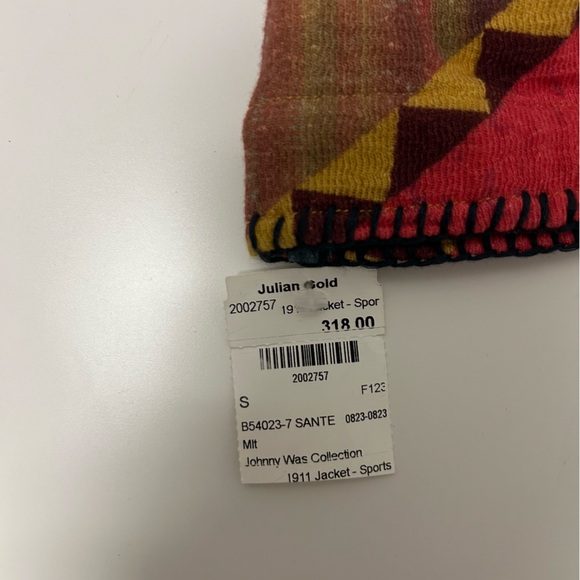 Julian Gold
2002757 191 Jacket - Spor
318.00
2002757
S F123
B54023-7 SANTE 0823-0823
Mlt
Johnny Was Collection
1911 Jacket - Sports